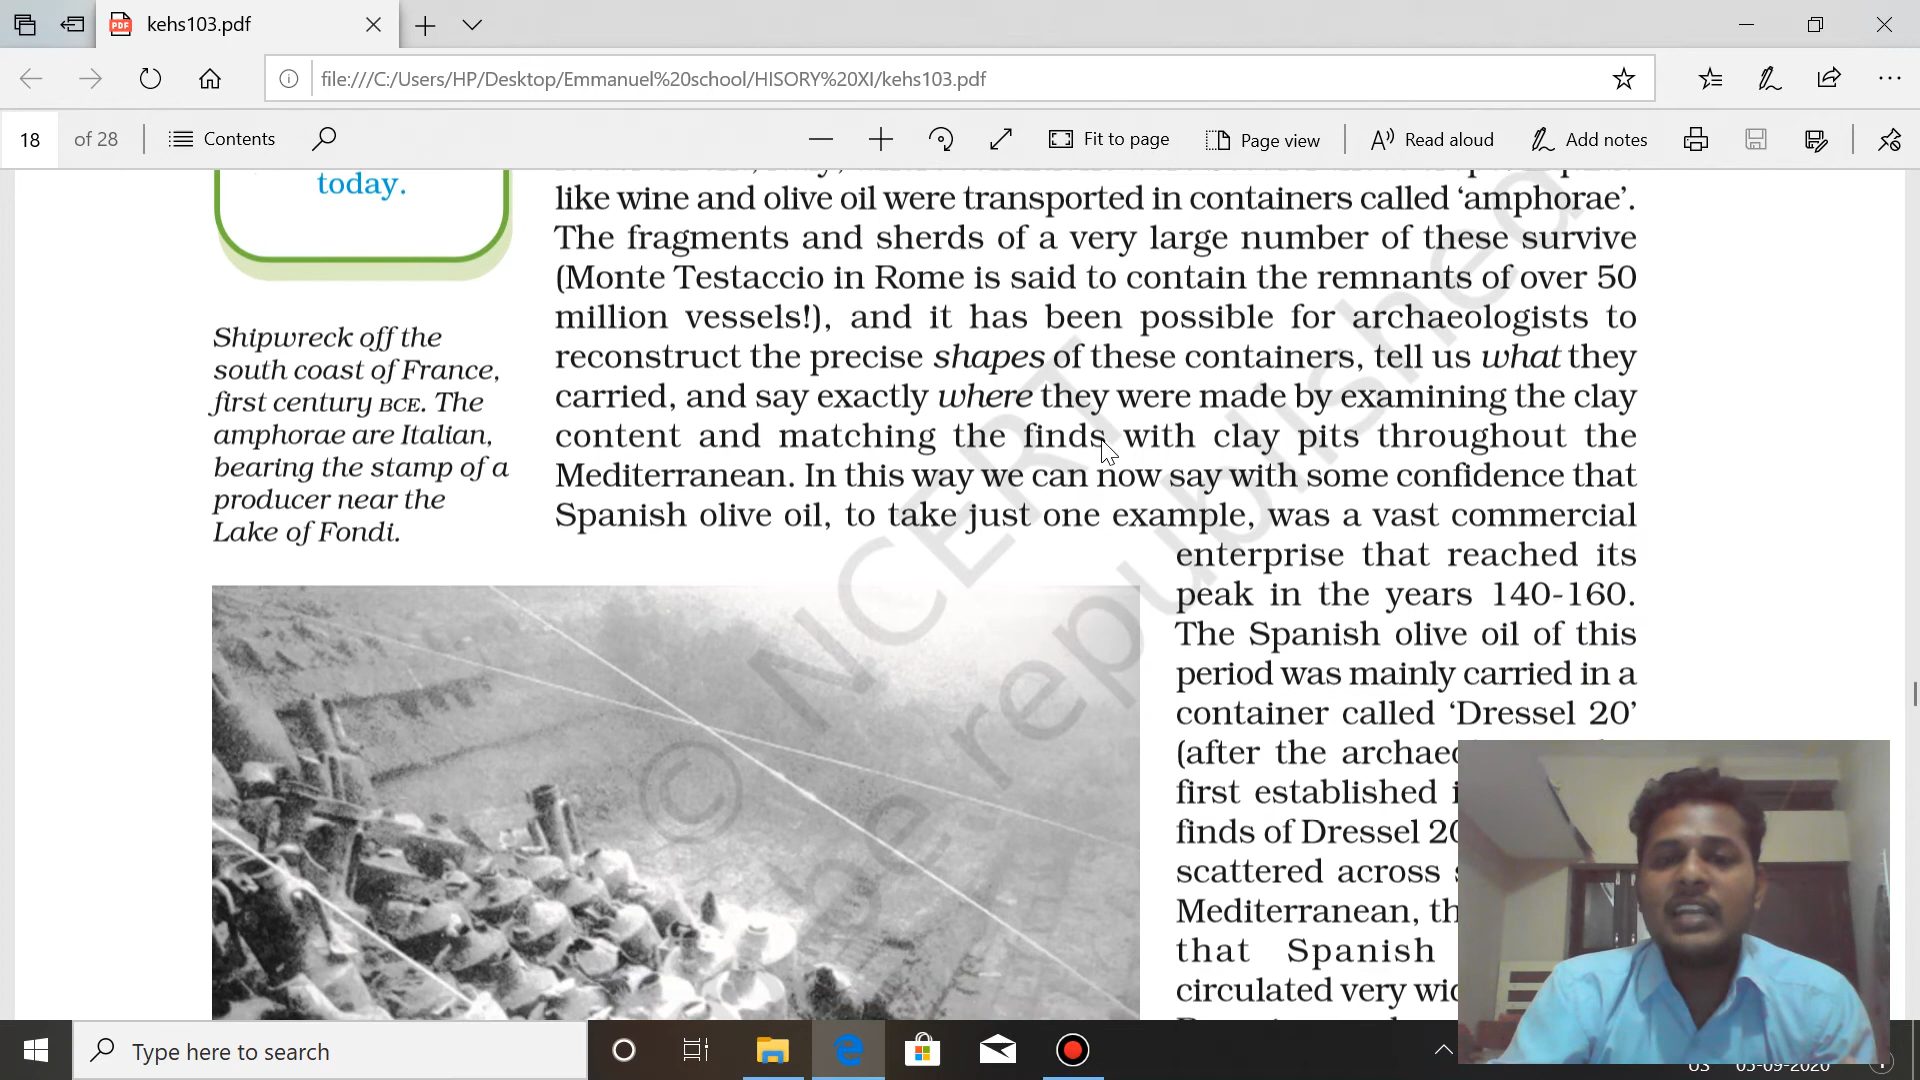 kehs103.pdf
file:///C:/Users/HP/Desktop/Emmanuel%20school/HISORY%20XI/kehs103.pdf
18 of 28 Contents Fit to page Page view Read aloud Add notes
today.
like wine and olive oil were transported in containers called ‘amphorae’.
The fragments and sherds of a very large number of these survive
(Monte Testaccio in Rome is said to contain the remnants of over 50
million vessels!), and it has been possible for archaeologists to
reconstruct the precise shapes of these containers, tell us what they
carried, and say exactly where they were made by examining the clay
content and matching the finds with clay pits throughout the
Mediterranean. In this way we can now say with some confidence that
Spanish olive oil, to take just one example, was a vast commercial
enterprise that reached its
peak in the years 140-160.
The Spanish olive oil of this
period was mainly carried in a
container called ‘Dressel 20’
(after the
first established
finds of Dressel
scattered across
Mediterranean,
that Spanish
circulated very
Shipwreck off the
south coast of France,
first century BCE. The
amphorae are Italian,
bearing the stamp of a
producer near the
Lake of Fondi.
© NCERT
be republished
Type here to search
05-09-2020